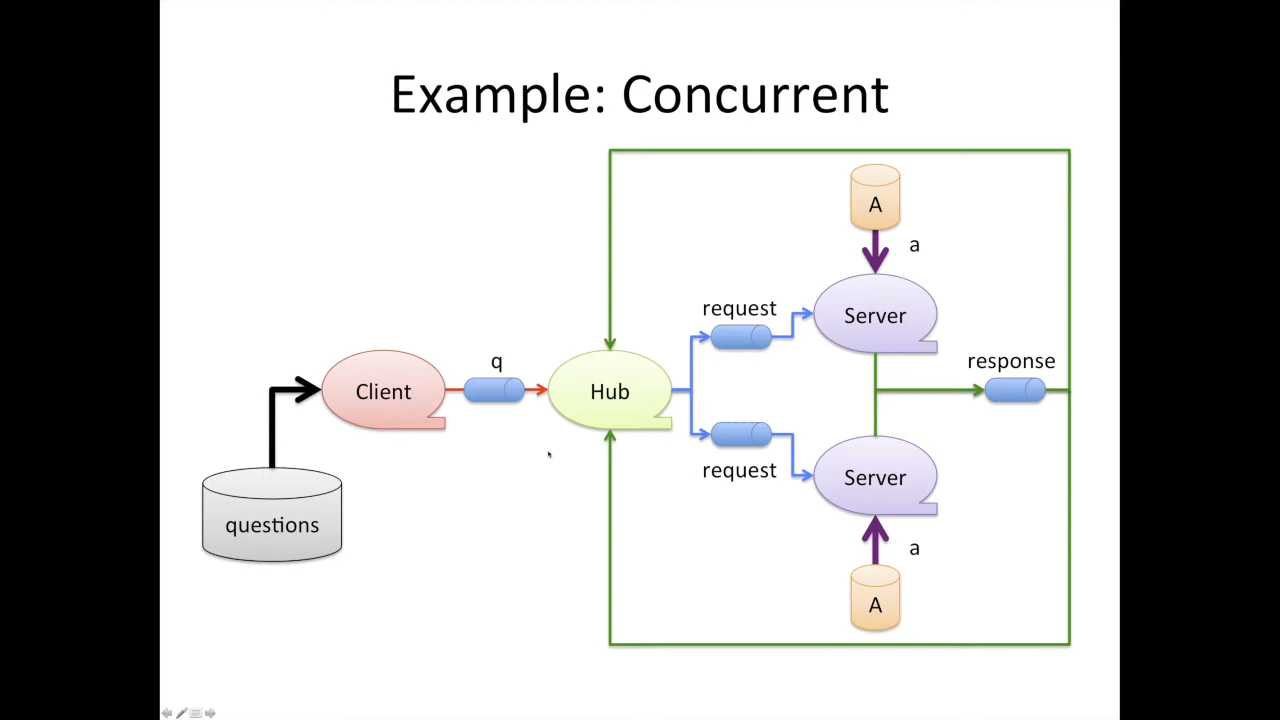 Example: Concurrent
A
a
request
Server
q
response
Client
Hub
request
Server
questions
a
A